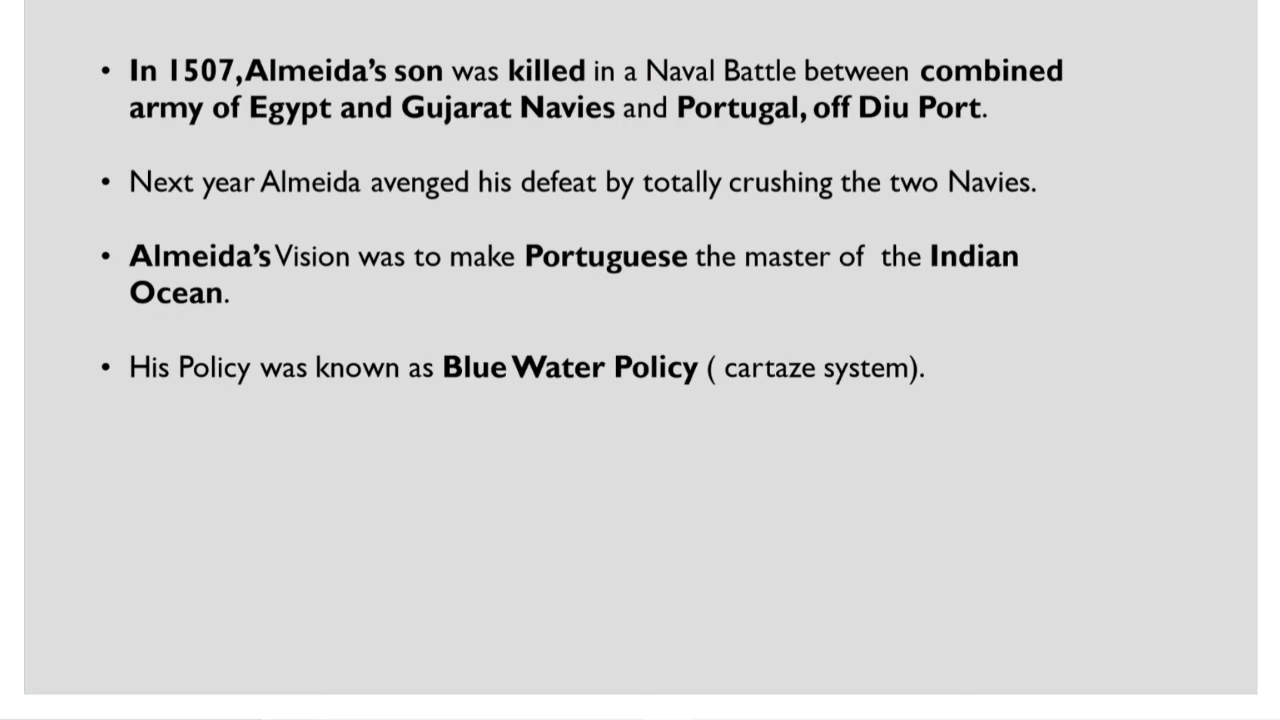 • In 1507, Almeida's son was killed in a Naval Battle between combined
army of Egypt and Gujarat Navies and Portugal, off Diu Port.
• Next year Almeida avenged his defeat by totally crushing the two Navies.
• Almeida's Vision was to make Portuguese the master of the Indian
Ocean.
• His Policy was known as Blue Water Policy ( cartaze system).